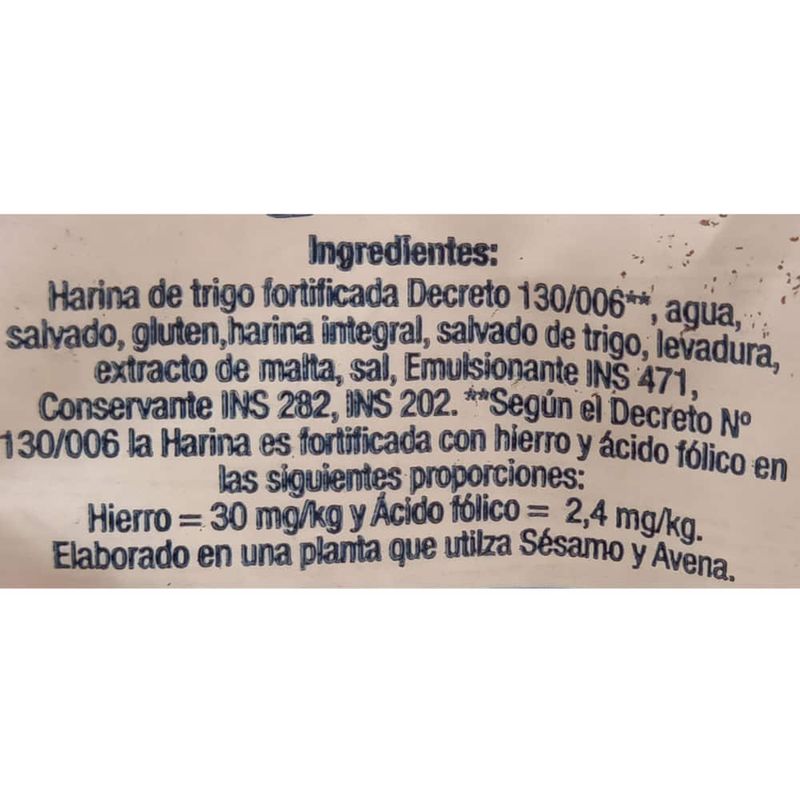 Ingredientes:
Harina de trigo fortificada Decreto 130/006**, agua,
salvado, gluten,harina integral, salvado de trigo, levadura,
extracto de malta, sal, Emulsionante INS 471,
Conservante INS 282, INS 202. **Según el Decreto Nº
130/006 la Harina es fortificada con hierro y ácido fólico en
las siguientes proporciones:
Hierro = 30 mg/kg y Ácido fólico = 2,4 mg/kg.
Elaborado en una planta que utilza Sésamo y Avena.